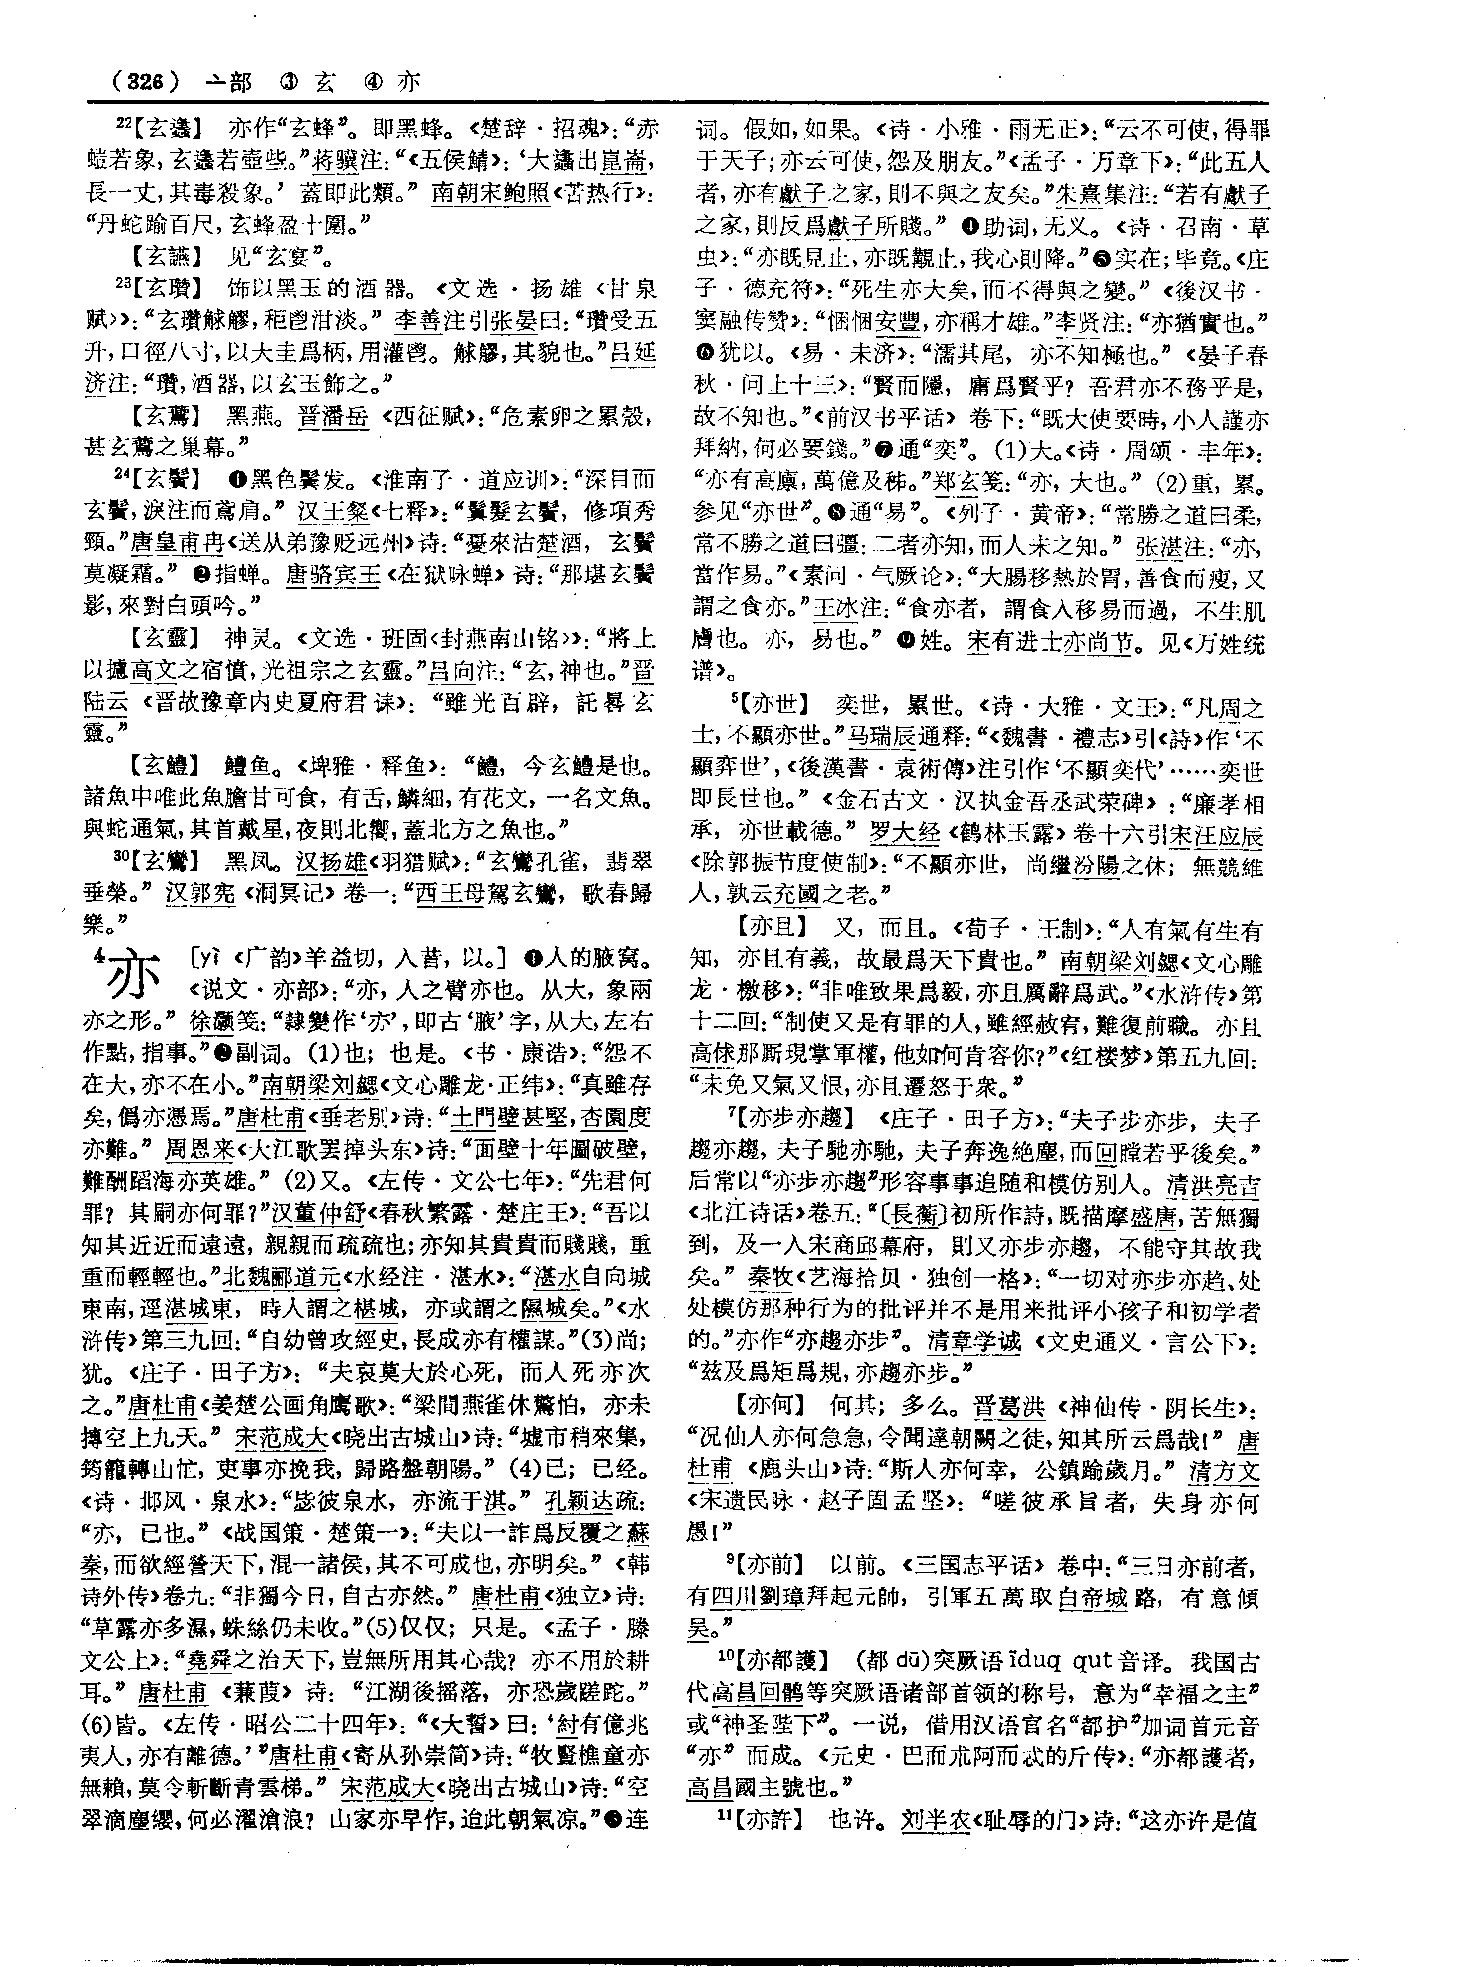 （326） 亠部 ③ 玄 ④ 亦
22【玄蠭】 亦作“玄蜂”。即黑蜂。《楚辞·招魂》：“赤
螘若象，玄蠭若壺些。”蒋骥注：“《五侯鯖》：‘大蠭出崑崙，
長一丈，其毒殺象。’ 蓋即此類。” 南朝宋鲍照《苦热行》：
“丹蛇踰百尺，玄蜂盈十圍。”
【玄讌】 见“玄宴”。
23【玄瓚】 饰以黑玉的酒器。《文选·扬雄〈甘泉
赋〉》：“玄瓚觩䚧，秬鬯泔淡。” 李善注引张晏曰：“瓚受五
升，口徑八寸，以大圭爲柄，用灌鬯。觩䚧，其貌也。”吕延
济注：“瓚，酒器，以玄玉飾之。”
【玄鷰】 黑燕。晋潘岳《西征赋》：“危素卵之累殼，
甚玄鷰之巢幕。”
24【玄鬢】 ❶黑色鬓发。《淮南子·道应训》：“深目而
玄鬢，淚注而鳶肩。” 汉王粲《七释》：“鬒髮玄鬢，修項秀
頸。”唐皇甫冉《送从弟豫贬远州》诗：“憂來沽楚酒，玄鬢
莫凝霜。” ❷指蝉。唐骆宾王《在狱咏蝉》诗：“那堪玄鬢
影，來對白頭吟。”
【玄靈】 神灵。《文选·班固〈封燕南山铭〉》：“將上
以攄高文之宿憤，光祖宗之玄靈。”吕向注：“玄，神也。”晋
陆云《晋故豫章内史夏府君诔》：“雖光百辟，託晷玄
靈。”
【玄鱧】 鳢鱼。《埤雅·释鱼》：“鱧，今玄鱧是也。
諸魚中唯此魚膽甘可食，有舌，鱗細，有花文，一名文魚。
與蛇通氣，其首戴星，夜則北嚮，蓋北方之魚也。”
30【玄鸞】 黑凤。汉扬雄《羽猎赋》：“玄鸞孔雀，翡翠
垂榮。” 汉郭宪《洞冥记》卷一：“西王母駕玄鸞，歌春歸
樂。”
4亦 ［yì《广韵》羊益切，入昔，以。］ ❶人的腋窝。
《说文·亦部》：“亦，人之臂亦也。从大，象兩
亦之形。” 徐灏笺：“隸變作‘亦’，即古‘腋’字，从大，左右
作點，指事。”❷副词。(1)也；也是。《书·康诰》：“怨不
在大，亦不在小。”南朝梁刘勰《文心雕龙·正纬》：“真雖存
矣，僞亦憑焉。”唐杜甫《垂老别》诗：“土門壁甚堅，杏園度
亦難。” 周恩来《大江歌罢掉头东》诗：“面壁十年圖破壁，
難酬蹈海亦英雄。” (2)又。《左传·文公七年》：“先君何
罪？其嗣亦何罪？”汉董仲舒《春秋繁露·楚庄王》：“吾以
知其近近而遠遠，親親而疏疏也；亦知其貴貴而賤賤，重
重而輕輕也。”北魏郦道元《水经注·湛水》：“湛水自向城
東南，逕湛城東，時人謂之椹城，亦或謂之隰城矣。”《水
浒传》第三九回：“自幼曾攻經史，長成亦有權謀。”(3)尚；
犹。《庄子·田子方》：“夫哀莫大於心死，而人死亦次
之。”唐杜甫《姜楚公画角鹰歌》：“梁間燕雀休驚怕，亦未
摶空上九天。” 宋范成大《晓出古城山》诗：“墟市稍來集，
筠籠轉山忙，吏事亦挽我，歸路盤朝陽。” (4)已；已经。
《诗·邶风·泉水》：“毖彼泉水，亦流于淇。” 孔颖达疏：
“亦，已也。”《战国策·楚策一》：“夫以一詐爲反覆之蘇
秦，而欲經營天下，混一諸侯，其不可成也，亦明矣。”《韩
诗外传》卷九：“非獨今日，自古亦然。” 唐杜甫《独立》诗：
“草露亦多濕，蛛絲仍未收。”(5)仅仅；只是。《孟子·滕
文公上》：“堯舜之治天下，豈無所用其心哉？亦不用於耕
耳。” 唐杜甫《蒹葭》诗：“江湖後搖落，亦恐歲蹉跎。”
(6)皆。《左传·昭公二十四年》：“《大誓》曰：‘紂有億兆
夷人，亦有離德。’”唐杜甫《寄从孙崇简》诗：“牧豎樵童亦
無賴，莫令斬斷青雲梯。” 宋范成大《晓出古城山》诗：“空
翠滴塵纓，何必濯滄浪？山家亦早作，迨此朝氣凉。”❸连
词。假如，如果。《诗·小雅·雨无正》：“云不可使，得罪
于天子；亦云可使，怨及朋友。”《孟子·万章下》：“此五人
者，亦有獻子之家，則不與之友矣。”朱熹集注：“若有獻子
之家，則反爲獻子所賤。” ❹助词，无义。《诗·召南·草
虫》：“亦既見止，亦既覯止，我心則降。”❺实在；毕竟。《庄
子·德充符》：“死生亦大矣，而不得與之變。”《後汉书·
窦融传赞》：“悃悃安豐，亦稱才雄。”李贤注：“亦猶實也。”
❻犹以。《易·未济》：“濡其尾，亦不知極也。”《晏子春
秋·问上十三》：“賢而隱，庸爲賢乎？吾君亦不務乎是，
故不知也。”《前汉书平话》卷下：“既大使要時，小人謹亦
拜納，何必要錢。”❼通“奕”。(1)大。《诗·周颂·丰年》：
“亦有高廩，萬億及秭。”郑玄笺：“亦，大也。” (2)重，累。
参见“亦世”。❽通“易”。《列子·黄帝》：“常勝之道曰柔，
常不勝之道曰彊：二者亦知，而人未之知。” 张湛注：“亦，
當作易。”《素问·气厥论》：“大腸移熱於胃，善食而瘦，又
謂之食亦。”王冰注：“食亦者，謂食入移易而過，不生肌
膚也。亦，易也。” ❾姓。宋有进士亦尚节。见《万姓统
谱》。
5【亦世】 奕世，累世。《诗·大雅·文王》：“凡周之
士，不顯亦世。”马瑞辰通释：“《魏書·禮志》引《詩》作‘不
顯弈世’，《後漢書·袁術傳》注引作‘不顯奕代’……奕世
即長世也。”《金石古文·汉执金吾丞武荣碑》：“廉孝相
承，亦世載德。” 罗大经《鹤林玉露》卷十六引宋汪应辰
《除郭振节度使制》：“不顯亦世，尚繼汾陽之休；無競維
人，孰云充國之老。”
【亦且】 又，而且。《荀子·王制》：“人有氣有生有
知，亦且有義，故最爲天下貴也。” 南朝梁刘勰《文心雕
龙·檄移》：“非唯致果爲毅，亦且厲辭爲武。”《水浒传》第
十二回：“制使又是有罪的人，雖經赦宥，難復前職。亦且
高俅那厮現掌軍權，他如何肯容你？”《红楼梦》第五九回：
“未免又氣又恨，亦且遷怒于衆。”
7【亦步亦趨】 《庄子·田子方》：“夫子步亦步，夫子
趨亦趨，夫子馳亦馳，夫子奔逸絶塵，而回瞠若乎後矣。”
后常以“亦步亦趨”形容事事追随和模仿别人。清洪亮吉
《北江诗话》卷五：“〔長蘅〕初所作詩，既描摩盛唐，苦無獨
到，及一入宋商邱幕府，則又亦步亦趨，不能守其故我
矣。” 秦牧《艺海拾贝·独创一格》：“一切对亦步亦趋、处
处模仿那种行为的批评并不是用来批评小孩子和初学者
的。”亦作“亦趨亦步”。清章学诚《文史通义·言公下》：
“兹及爲矩爲規，亦趨亦步。”
【亦何】 何其；多么。晋葛洪《神仙传·阴长生》：
“况仙人亦何急急，令聞達朝闕之徒，知其所云爲哉！” 唐
杜甫《鹿头山》诗：“斯人亦何幸，公鎮踰歲月。” 清方文
《宋遗民咏·赵子固孟坚》：“嗟彼承旨者，失身亦何
愚！”
9【亦前】 以前。《三国志平话》卷中：“三日亦前者，
有四川劉璋拜起元帥，引軍五萬取白帝城路，有意傾
吴。”
10【亦都護】 （都 dū）突厥语 ïduq qut 音译。我国古
代高昌回鹘等突厥语诸部首领的称号，意为“幸福之主”
或“神圣陛下”。一说，借用汉语官名“都护”加词首元音
“亦” 而成。《元史·巴而朮阿而忒的斤传》：“亦都護者，
高昌國主號也。”
11【亦許】 也许。刘半农《耻辱的门》诗：“这亦许是值